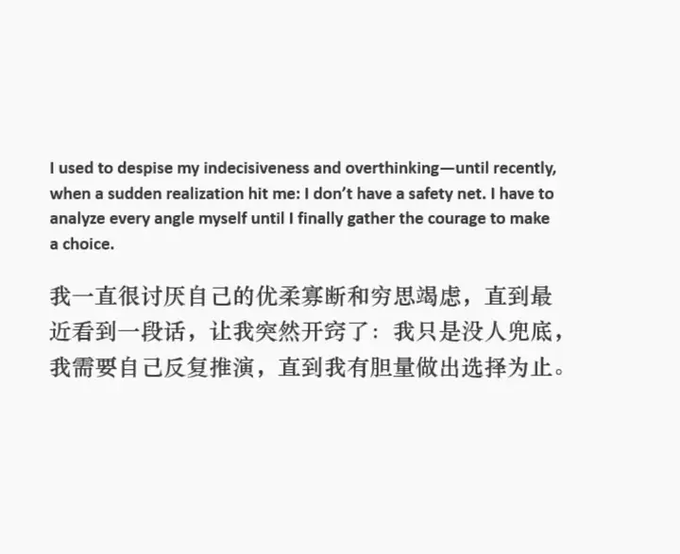 I used to despise my indecisiveness and overthinking—until recently,
when a sudden realization hit me: I don’t have a safety net. I have to
analyze every angle myself until I finally gather the courage to make
a choice.
我一直很讨厌自己的优柔寡断和穷思竭虑，直到最
近看到一段话，让我突然开窍了：我只是没人兜底，
我需要自己反复推演，直到我有胆量做出选择为止。